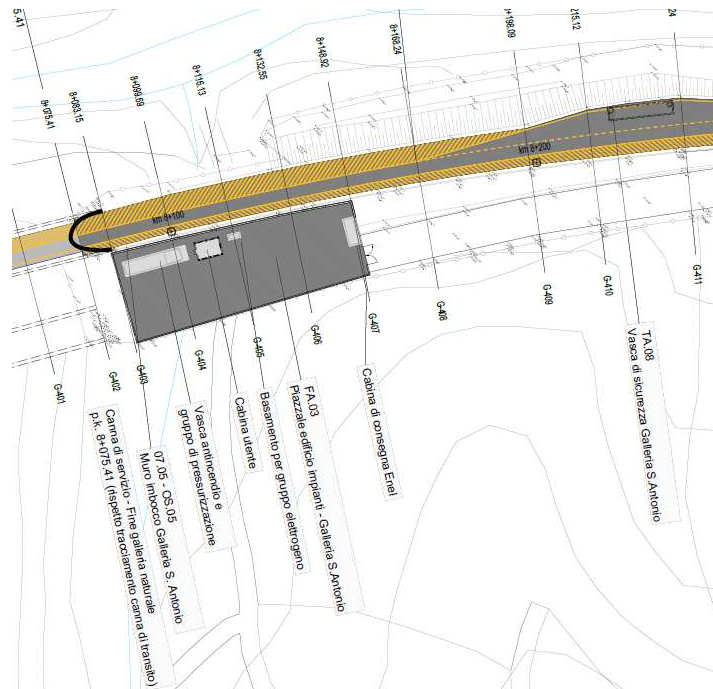 5.41
8+075.41
8+083.15
8+099.69
8+116.13
8+132.55
8+148.92
8+168.24
+198.09
215.12
24
km 8+100
km 8+200
G-401
G-402
G-403
G-404
G-405
G-406
G-407
G-408
G-409
G-410
G-411
Canna di servizio - Fine galleria naturale
p.k. 8+075.41 (rispetto tracciamento canna di transito)
07.05 - OS.05
Muro imbocco Galleria S. Antonio
Vasca antincendio e
gruppo di pressurizzazione
Cabina utente
Basamento per gruppo elettrogeno
FA.03
Piazzale edificio impianti - Galleria S.Antonio
Cabina di consegna Enel
TA.08
Vasca di sicurezza Galleria S.Antonio